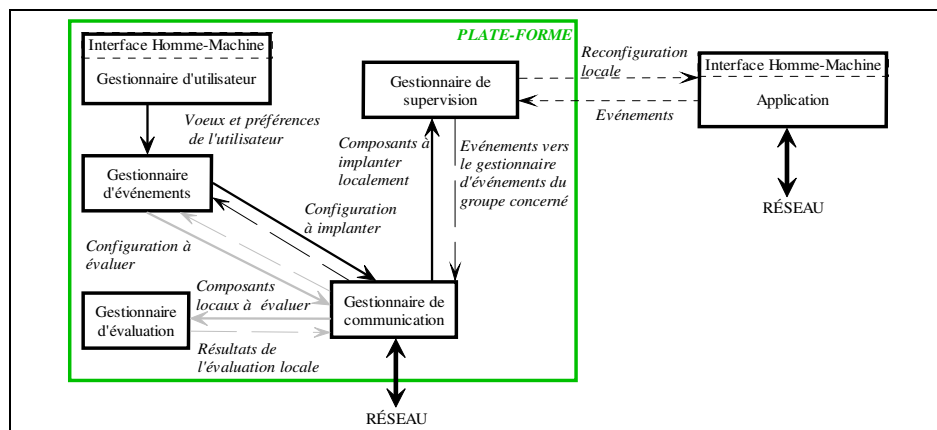 PLATE-FORME
Interface Homme-Machine
Gestionnaire d'utilisateur
Gestionnaire de
supervision
Reconfiguration
locale
Interface Homme-Machine
Application
Evénements
Voeux et préférences
de l'utilisateur
Composants à
implanter
localement
Evénements vers
le gestionnaire
d'événements du
groupe concerné
Gestionnaire
d'événements
Configuration
à implanter
RÉSEAU
Configuration à
évaluer
Composants
locaux à évaluer
Gestionnaire de
communication
Gestionnaire
d'évaluation
Résultats de
l'évaluation locale
RÉSEAU